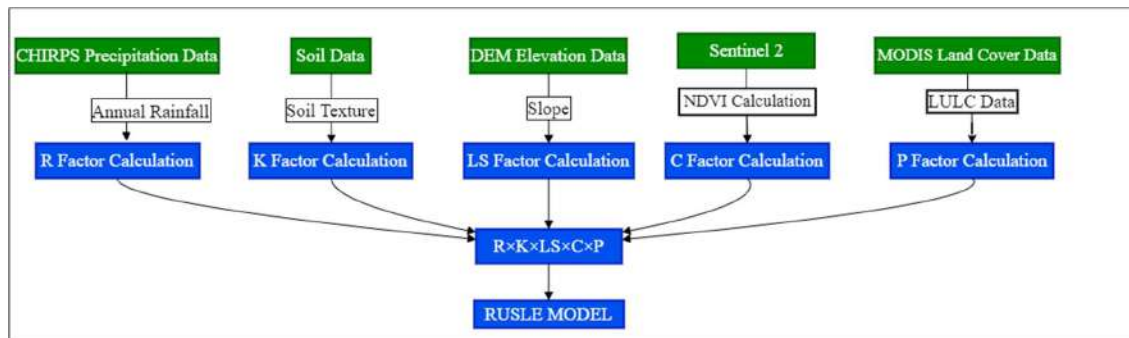 CHIRPS Precipitation Data
Soil Data
DEM Elevation Data
Sentinel 2
MODIS Land Cover Data
Annual Rainfall
Soil Texture
Slope
NDVI Calculation
LULC Data
R Factor Calculation
K Factor Calculation
LS Factor Calculation
C Factor Calculation
P Factor Calculation
R×K×LS×C×P
RUSLE MODEL